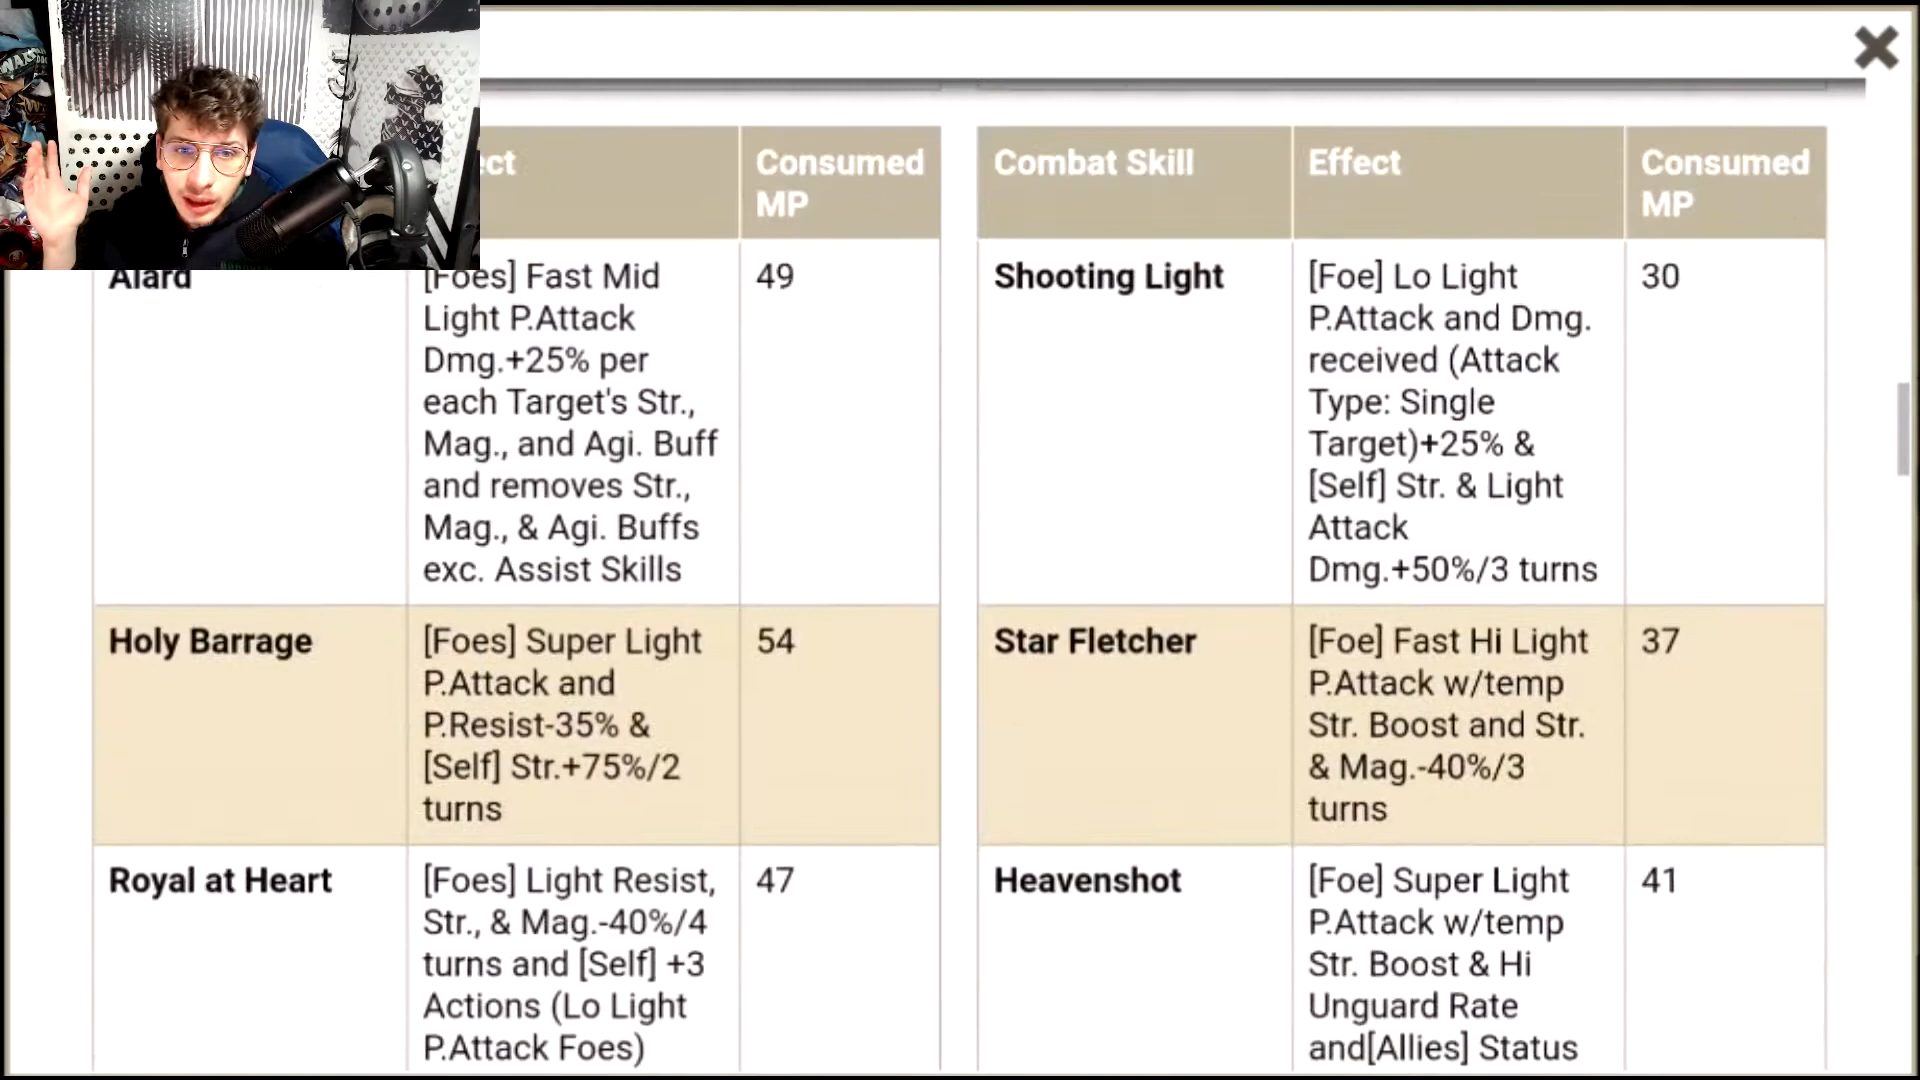 ect
Consumed
MP
Alard
[Foes] Fast Mid
Light P.Attack
Dmg.+25% per
each Target's Str.,
Mag., and Agi. Buff
and removes Str.,
Mag., & Agi. Buffs
exc. Assist Skills
49
Holy Barrage
[Foes] Super Light
P.Attack and
P.Resist-35% &
[Self] Str.+75%/2
turns
54
Royal at Heart
[Foes] Light Resist,
Str., & Mag.-40%/4
turns and [Self] +3
Actions (Lo Light
P.Attack Foes)
47
Combat Skill
Effect
Consumed
MP
Shooting Light
[Foe] Lo Light
P.Attack and Dmg.
received (Attack
Type: Single
Target)+25% &
[Self] Str. & Light
Attack
Dmg.+50%/3 turns
30
Star Fletcher
[Foe] Fast Hi Light
P.Attack w/temp
Str. Boost and Str.
& Mag.-40%/3
turns
37
Heavenshot
[Foe] Super Light
P.Attack w/temp
Str. Boost & Hi
Unguard Rate
and[Allies] Status
41